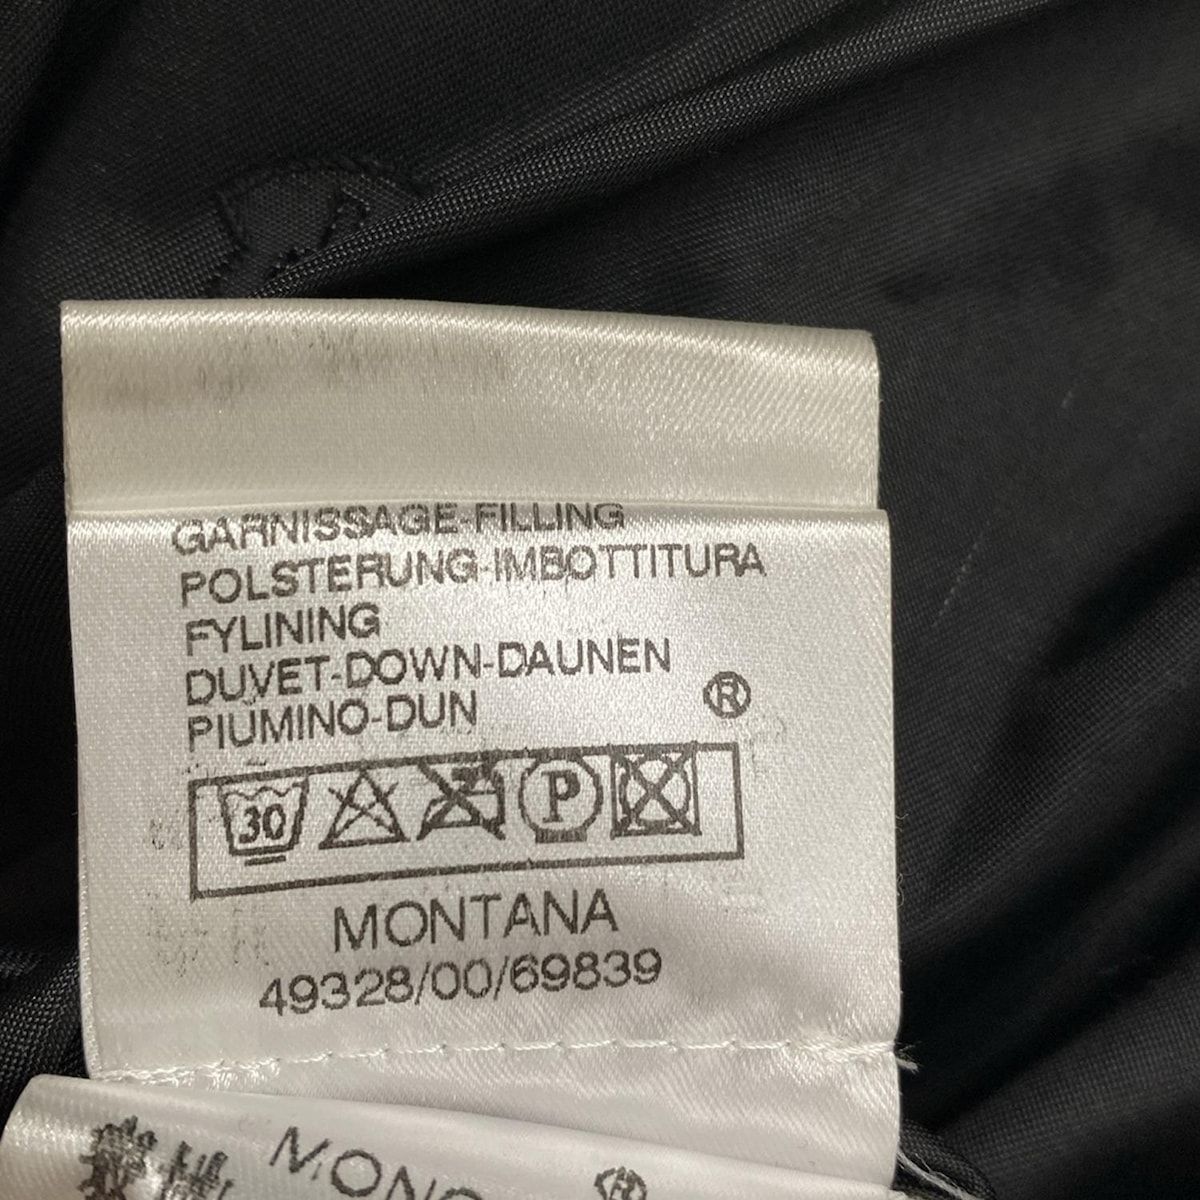 GARNISSAGE-FILLING
POLSTERUNG-IMBOTTITURA
FYLINING
DUVET-DOWN-DAUNEN
PIUMINO-DUN
®
30 P
MONTANA
49328/00/69839
®